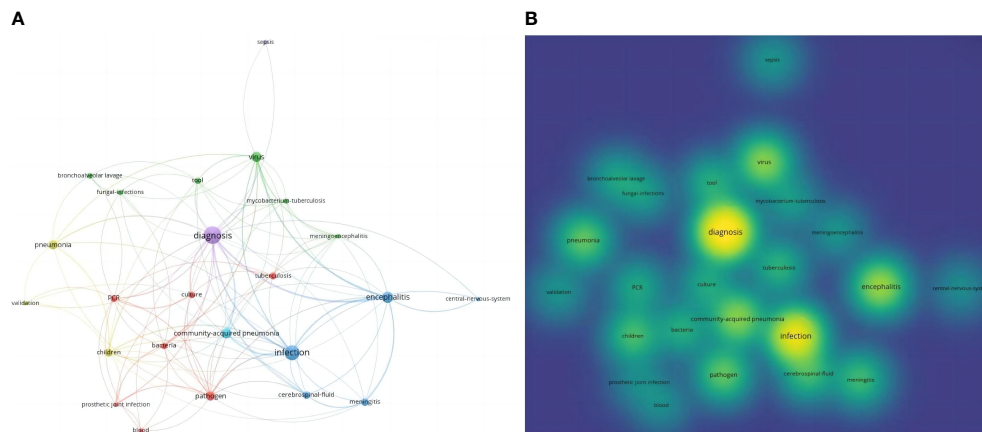 A
B
sepsis
virus
bronchoalveolar lavage
tool
fungal-infections
mycobacterium-tuberculosis
diagnosis
meningoencephalitis
pneumonia
tuberculosis
encephalitis
central-nervous-system
validation
PCR
culture
community-acquired pneumonia
bacteria
children
infection
pathogen
cerebrospinal-fluid
meningitis
prosthetic joint infection
blood
sepsis
virus
bronchoalveolar lavage
tool
fungal-infections
mycobacterium-tuberculosis
diagnosis
meningoencephalitis
pneumonia
tuberculosis
culture
PCR
encephalitis
central-nervous-syst
validation
community-acquired pneumonia
bacteria
children
infection
pathogen
cerebrospinal-fluid
meningitis
prosthetic joint infection
blood